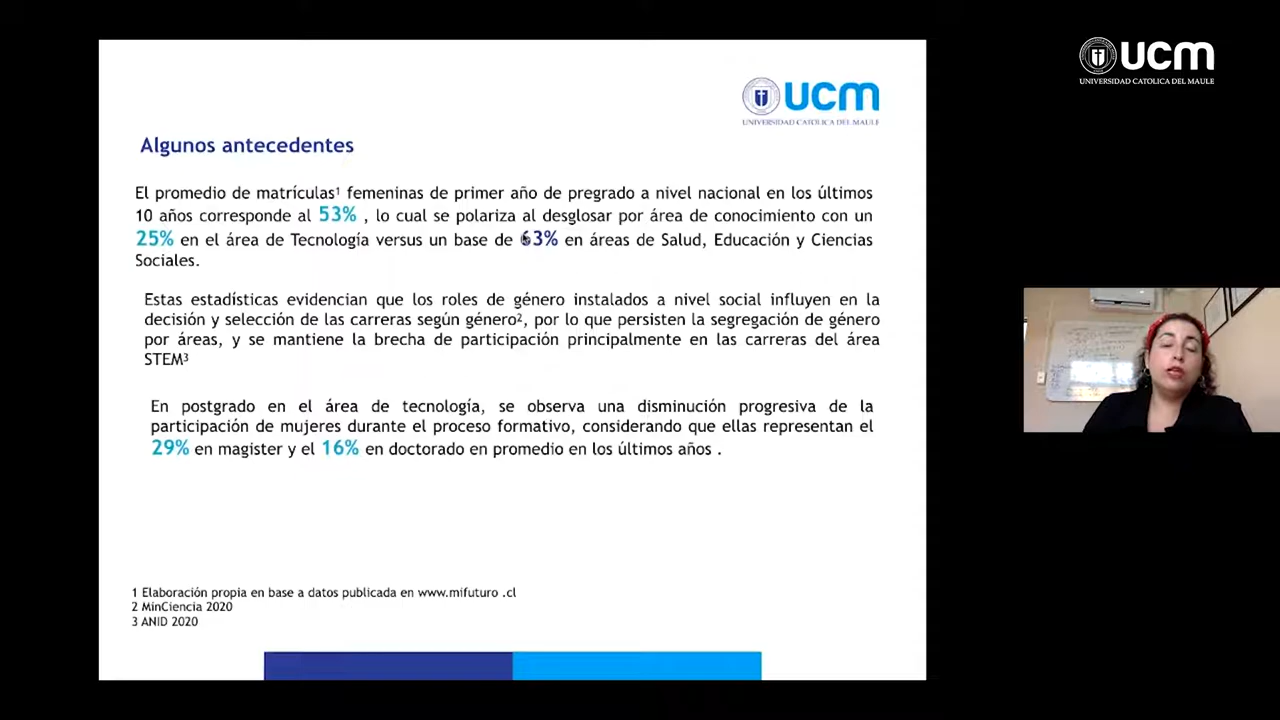 ucm
UNIVERSIDAD CATOLICA DEL MAULE
ucm
UNIVERSIDAD CATOLICA DEL MAULE
Algunos antecedentes
El promedio de matrículas¹ femeninas de primer año de pregrado a nivel nacional en los últimos
10 años corresponde al 53% , lo cual se polariza al desglosar por área de conocimiento con un
25% en el área de Tecnología versus un base de 63% en áreas de Salud, Educación y Ciencias
Sociales.
Estas estadísticas evidencian que los roles de género instalados a nivel social influyen en la
decisión y selección de las carreras según género², por lo que persisten la segregación de género
por áreas, y se mantiene la brecha de participación principalmente en las carreras del área
STEM³
En postgrado en el área de tecnología, se observa una disminución progresiva de la
participación de mujeres durante el proceso formativo, considerando que ellas representan el
29% en magister y el 16% en doctorado en promedio en los últimos años .
1 Elaboración propia en base a datos publicada en www.mifuturo .cl
2 MinCiencia 2020
3 ANID 2020